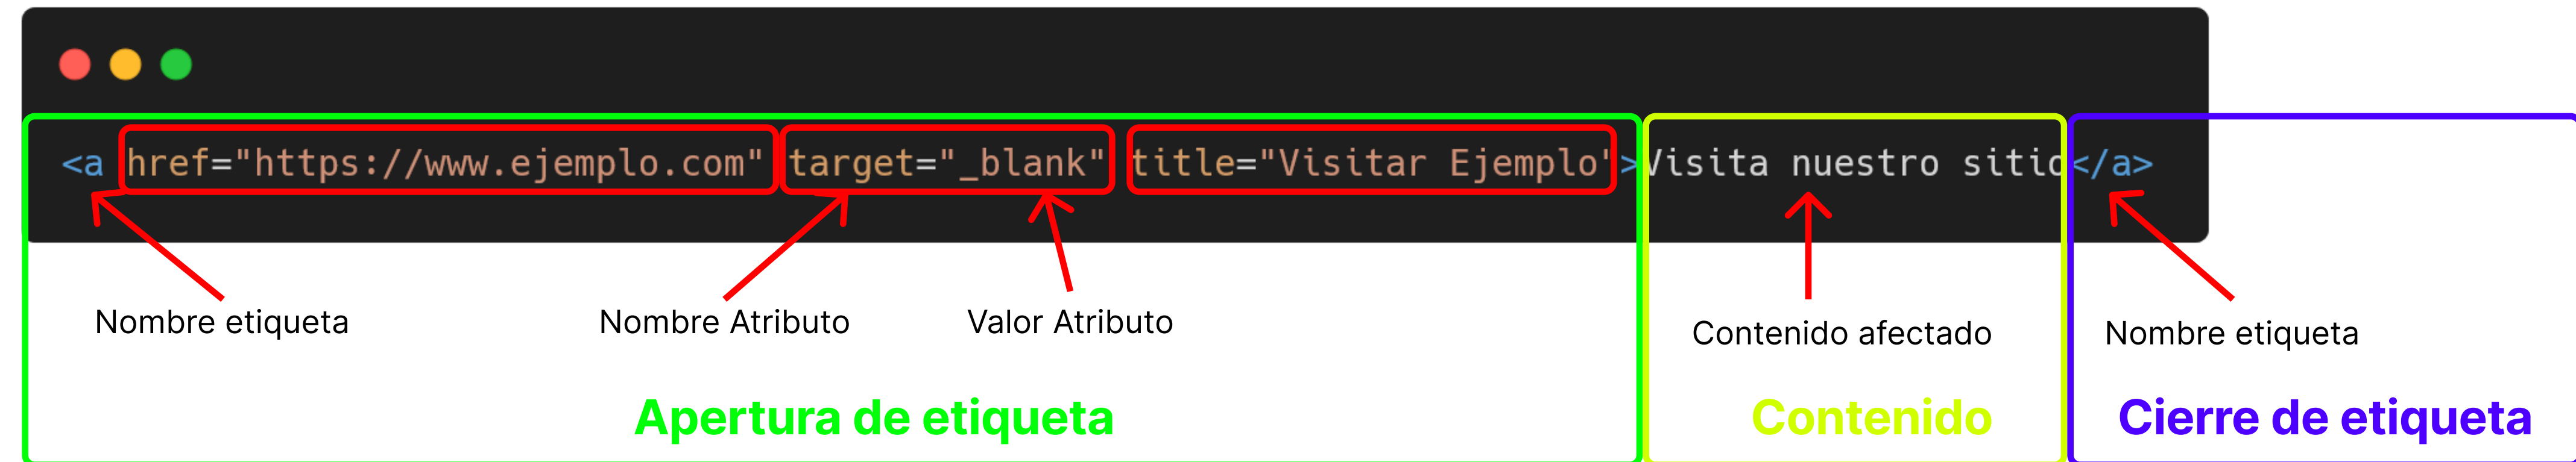 <a href="https://www.ejemplo.com" target="_blank" title="Visitar Ejemplo">Visita nuestro sitio</a>
Nombre etiqueta
Nombre Atributo
Valor Atributo
Contenido afectado
Nombre etiqueta
Apertura de etiqueta
Contenido
Cierre de etiqueta